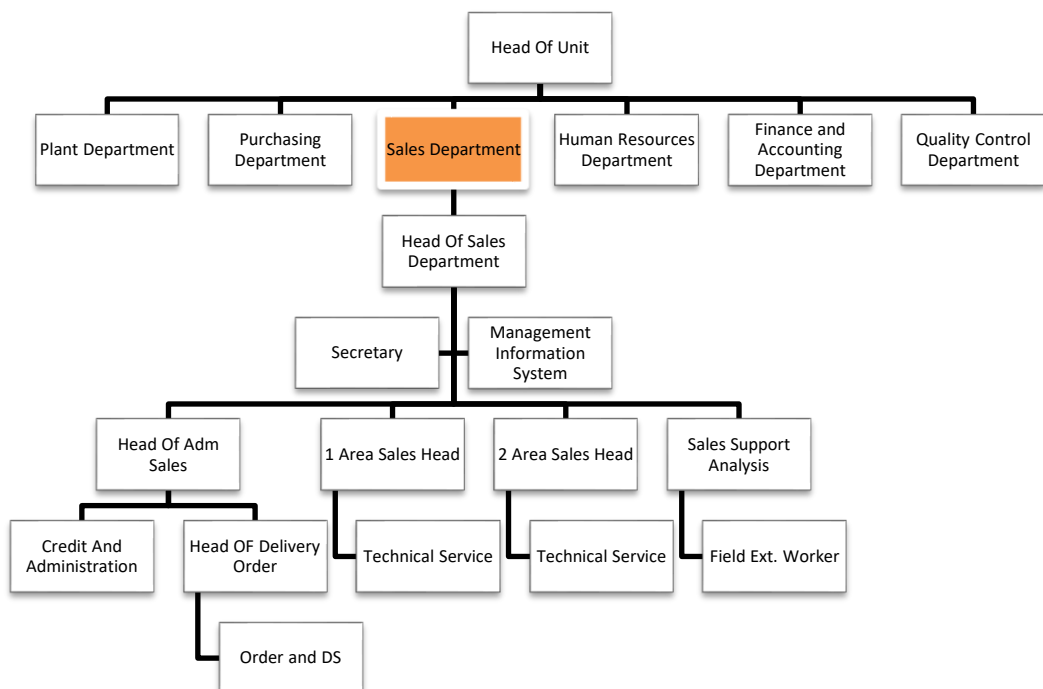 Head Of Unit
Plant Department
Purchasing
Department
Sales Department
Human Resources
Department
Finance and
Accounting
Department
Quality Control
Department
Head Of Sales
Department
Secretary
Management
Information
System
Head Of Adm
Sales
1 Area Sales Head
2 Area Sales Head
Sales Support
Analysis
Credit And
Administration
Head OF Delivery
Order
Technical Service
Technical Service
Field Ext. Worker
Order and DS